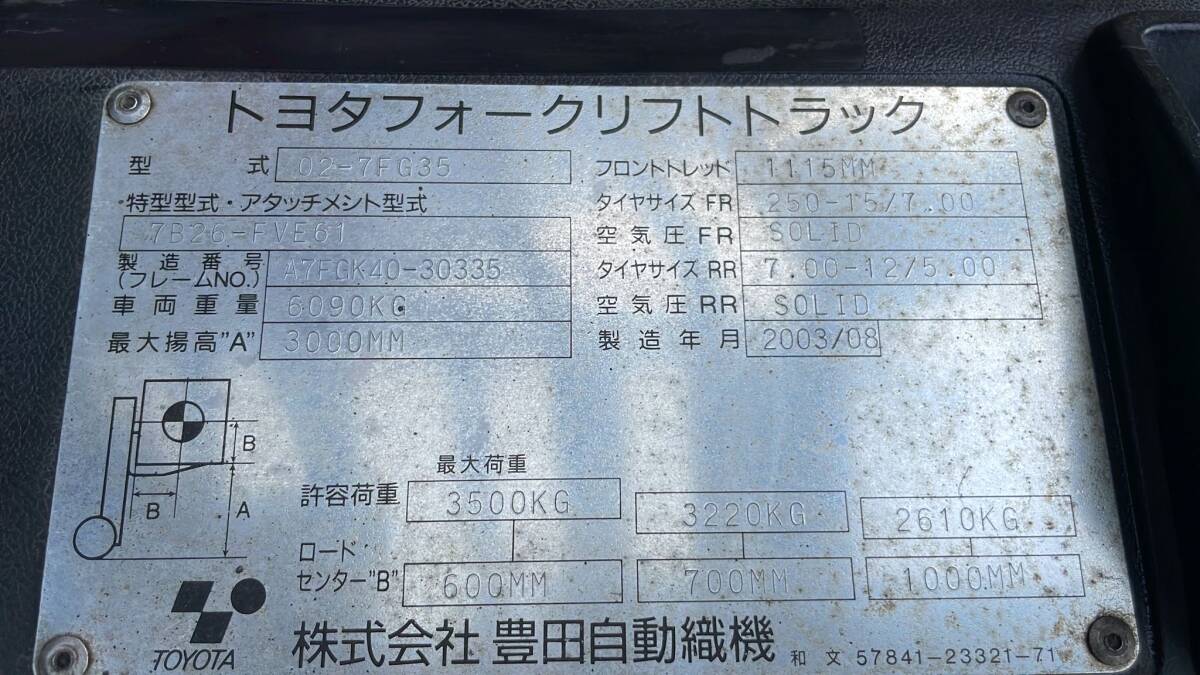 トヨタフォークリフトトラック
型式 02-7FG35 フロントトレッド 1115MM
特型型式・アタッチメント型式 タイヤサイズ FR 250-15/7.00
7B26-FVE61 空気圧 FR SOLID
製造番号 (フレームNO.) A7FGK40-30335 タイヤサイズ RR 7.00-12/5.00
車両重量 6090KG 空気圧 RR SOLID
最大揚高"A" 3000MM 製造年月 2003/08
B
B A
最大荷重
許容荷重 3500KG 3220KG 2610KG
ロード
センター"B" 600MM 700MM 1000MM
TOYOTA 株式会社 豊田自動織機 和文 57841-23321-71